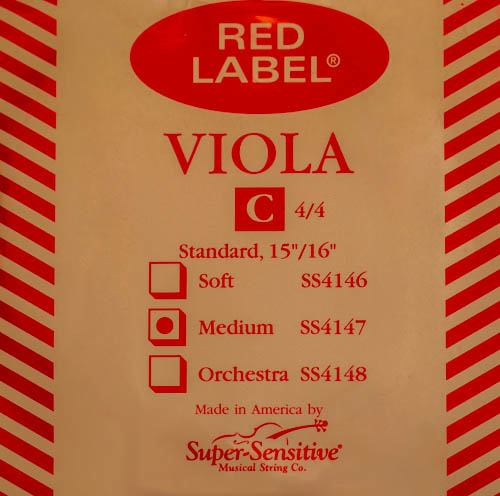 RED
LABEL®
VIOLA
C 4/4
Standard, 15"/16"
Soft SS4146
Medium SS4147
Orchestra SS4148
Made in America by
Super-Sensitive®
Musical String Co.